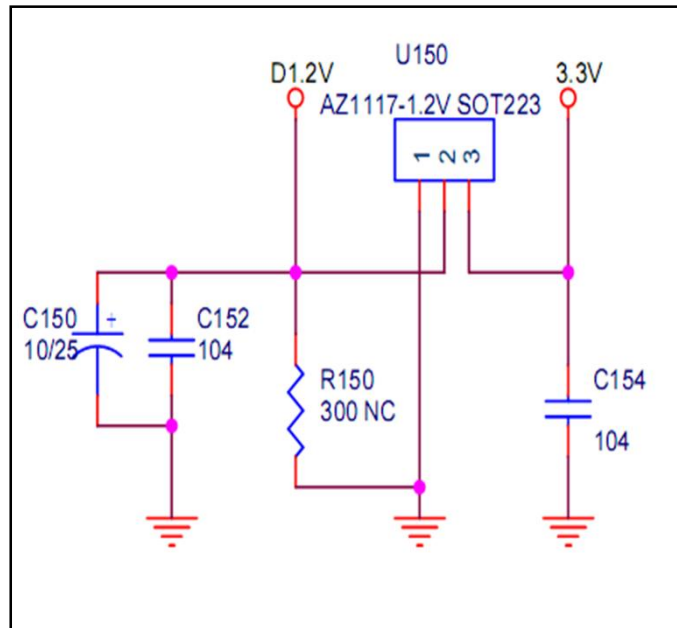 U150
D1.2V
3.3V
AZ1117-1.2V SOT223
1 2 3
C150
+
10/25
C152
104
R150
300 NC
C154
104